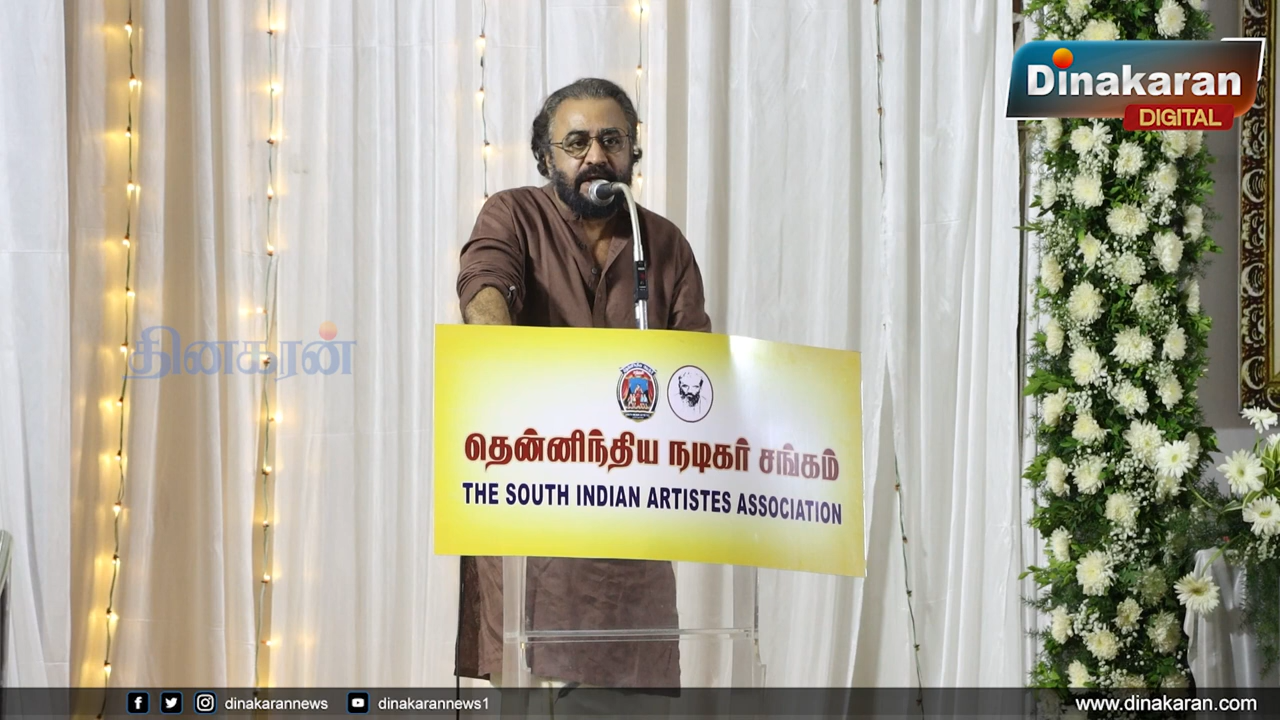 Dinakaran
DIGITAL
தினகரன்
தென்னிந்திய நடிகர் சங்கம்
THE SOUTH INDIAN ARTISTES ASSOCIATION
dinakarannews
dinakarannews1
www.dinakaran.com